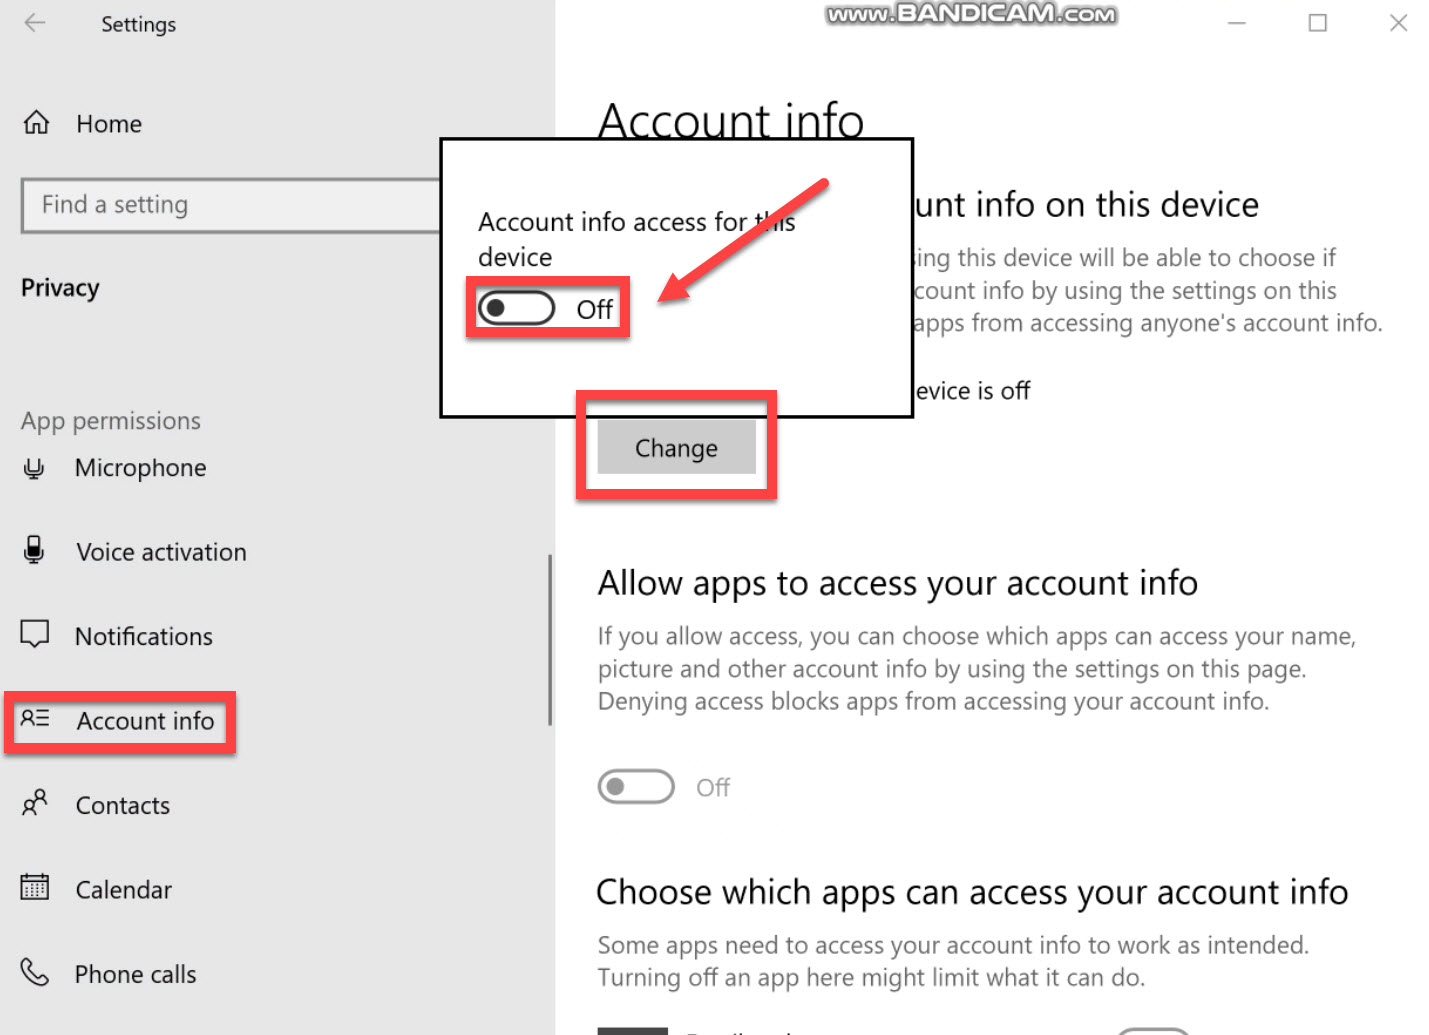 Settings
www.BANDICAM.com
Home
Find a setting
Privacy
App permissions
Microphone
Voice activation
Notifications
Account info
Contacts
Calendar
Phone calls
Account info
unt info on this device
ing this device will be able to choose if
count info by using the settings on this
apps from accessing anyone's account info.
Account info access for this
device
Off
evice is off
Change
Allow apps to access your account info
If you allow access, you can choose which apps can access your name,
picture and other account info by using the settings on this page.
Denying access blocks apps from accessing your account info.
Off
Choose which apps can access your account info
Some apps need to access your account info to work as intended.
Turning off an app here might limit what it can do.